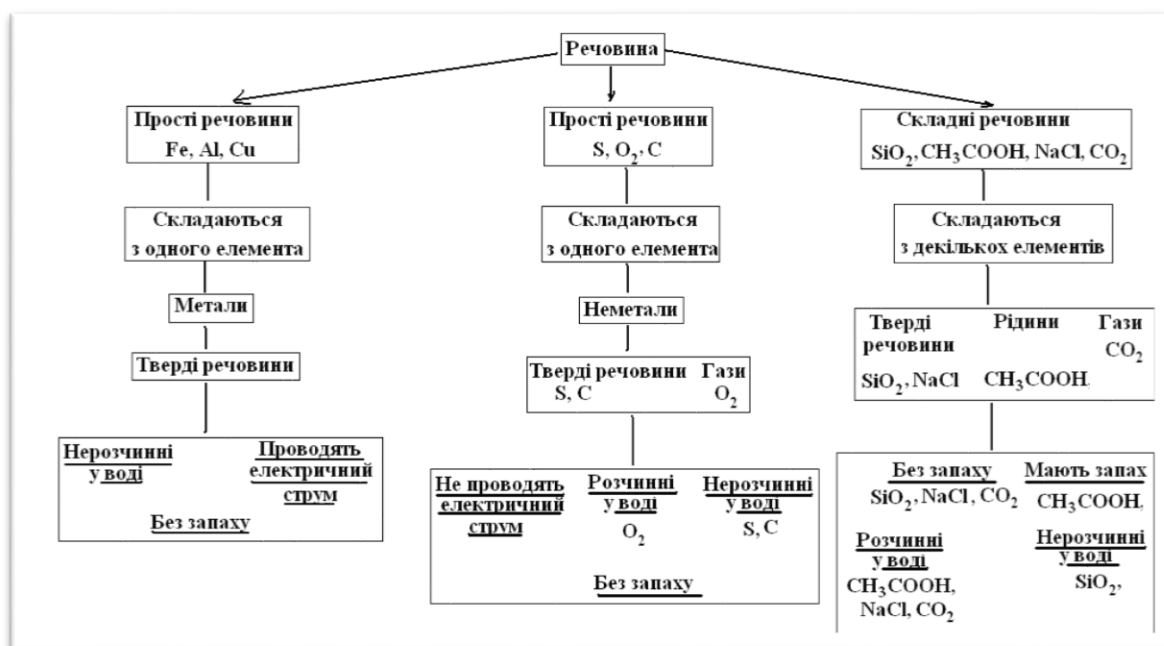 Речовина
Прості речовини
Fe, Al, Cu
Складаються
з одного елемента
Метали
Тверді речовини
Нерозчинні
у воді
Проводять
електричний
струм
Без запаху
Прості речовини
S, O₂, C
Складаються
з одного елемента
Неметали
Тверді речовини
S, C
Гази
O₂
Не проводять
електричний
струм
Розчинні
у воді
O₂
Нерозчинні
у воді
S, C
Без запаху
Складні речовини
SiO₂, CH₃COOH, NaCl, CO₂
Складаються
з декількох елементів
Тверді
речовини
SiO₂, NaCl
Рідини
CH₃COOH,
Гази
CO₂
Без запаху
SiO₂, NaCl, CO₂
Мають запах
CH₃COOH,
Розчинні
у воді
CH₃COOH,
NaCl, CO₂
Нерозчинні
у воді
SiO₂,